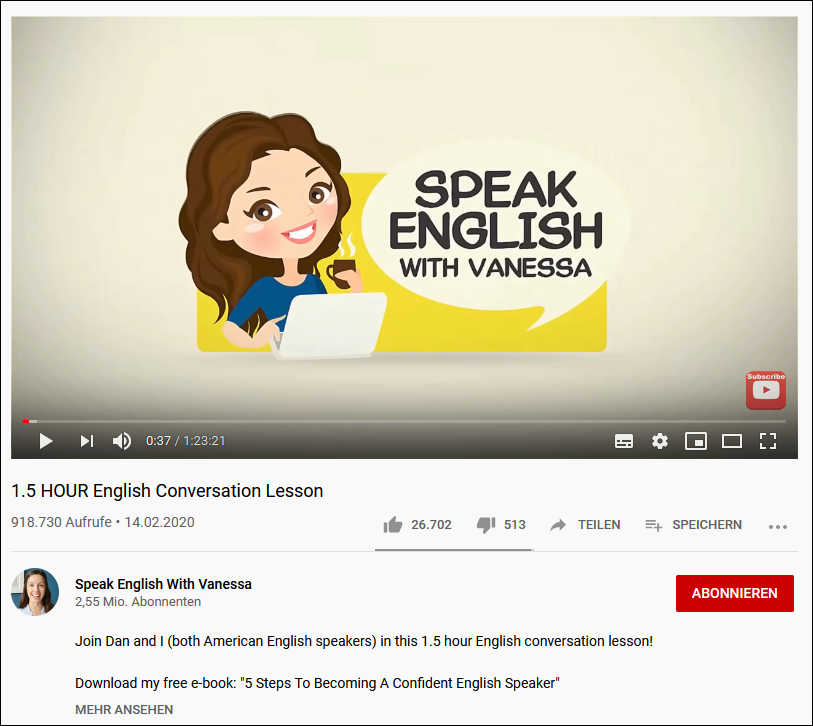 SPEAK
ENGLISH
WITH VANESSA
Subscribe
0:37 / 1:23:21
1.5 HOUR English Conversation Lesson
918.730 Aufrufe • 14.02.2020
26.702 513 TEILEN SPEICHERN
Speak English With Vanessa
2,55 Mio. Abonnenten
ABONNIEREN
Join Dan and I (both American English speakers) in this 1.5 hour English conversation lesson!
Download my free e-book: "5 Steps To Becoming A Confident English Speaker"
MEHR ANSEHEN